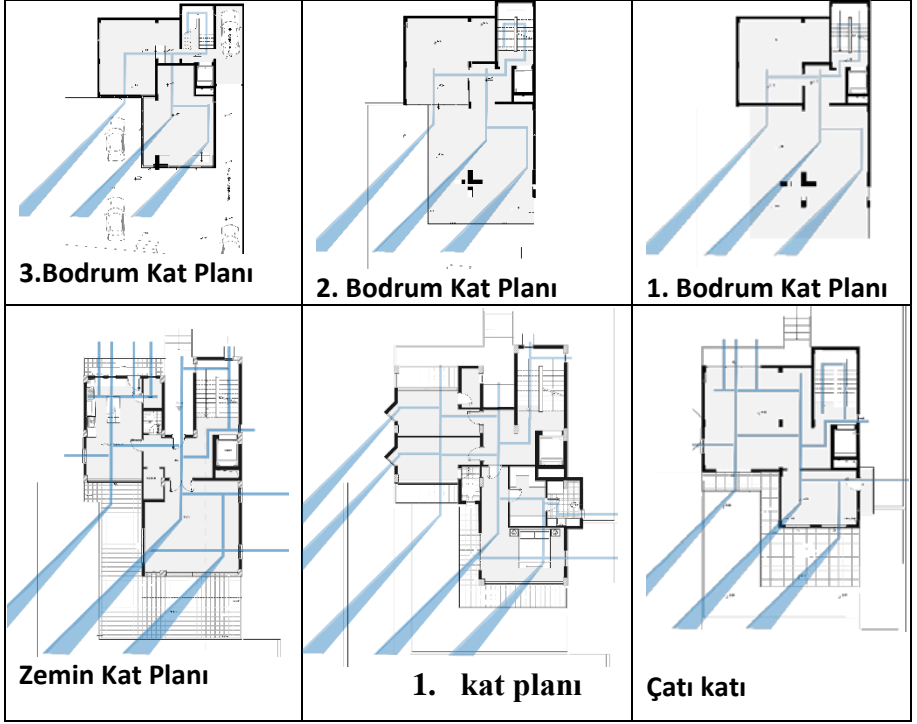 3.Bodrum Kat Planı
2. Bodrum Kat Planı
1. Bodrum Kat Planı
Zemin Kat Planı
1. kat planı
Çatı katı